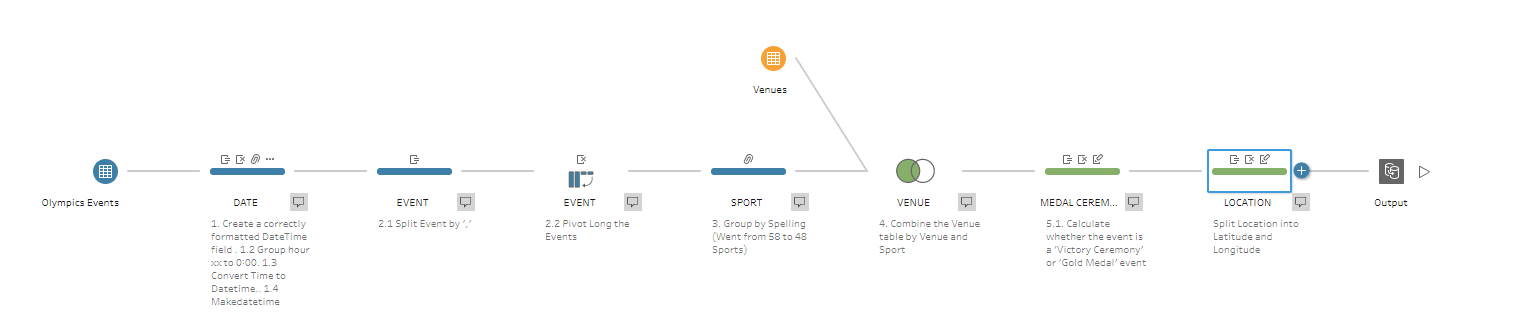 Venues
Olympics Events
DATE
1. Create a correctly
formatted DateTime
field . 1.2 Group hour
xx to 0:00. 1.3
Convert Time to
Datetime.. 1.4
Makedatetime
EVENT
2.1 Split Event by ‘,’
EVENT
2.2 Pivot Long the
Events
SPORT
3. Group by Spelling
(Went from 58 to 48
Sports)
VENUE
4. Combine the Venue
table by Venue and
Sport
MEDAL CEREM...
5.1. Calculate
whether the event is
a ‘Victory Ceremony’
or ‘Gold Medal’ event
LOCATION
Split Location into
Latitude and
Longitude
Output